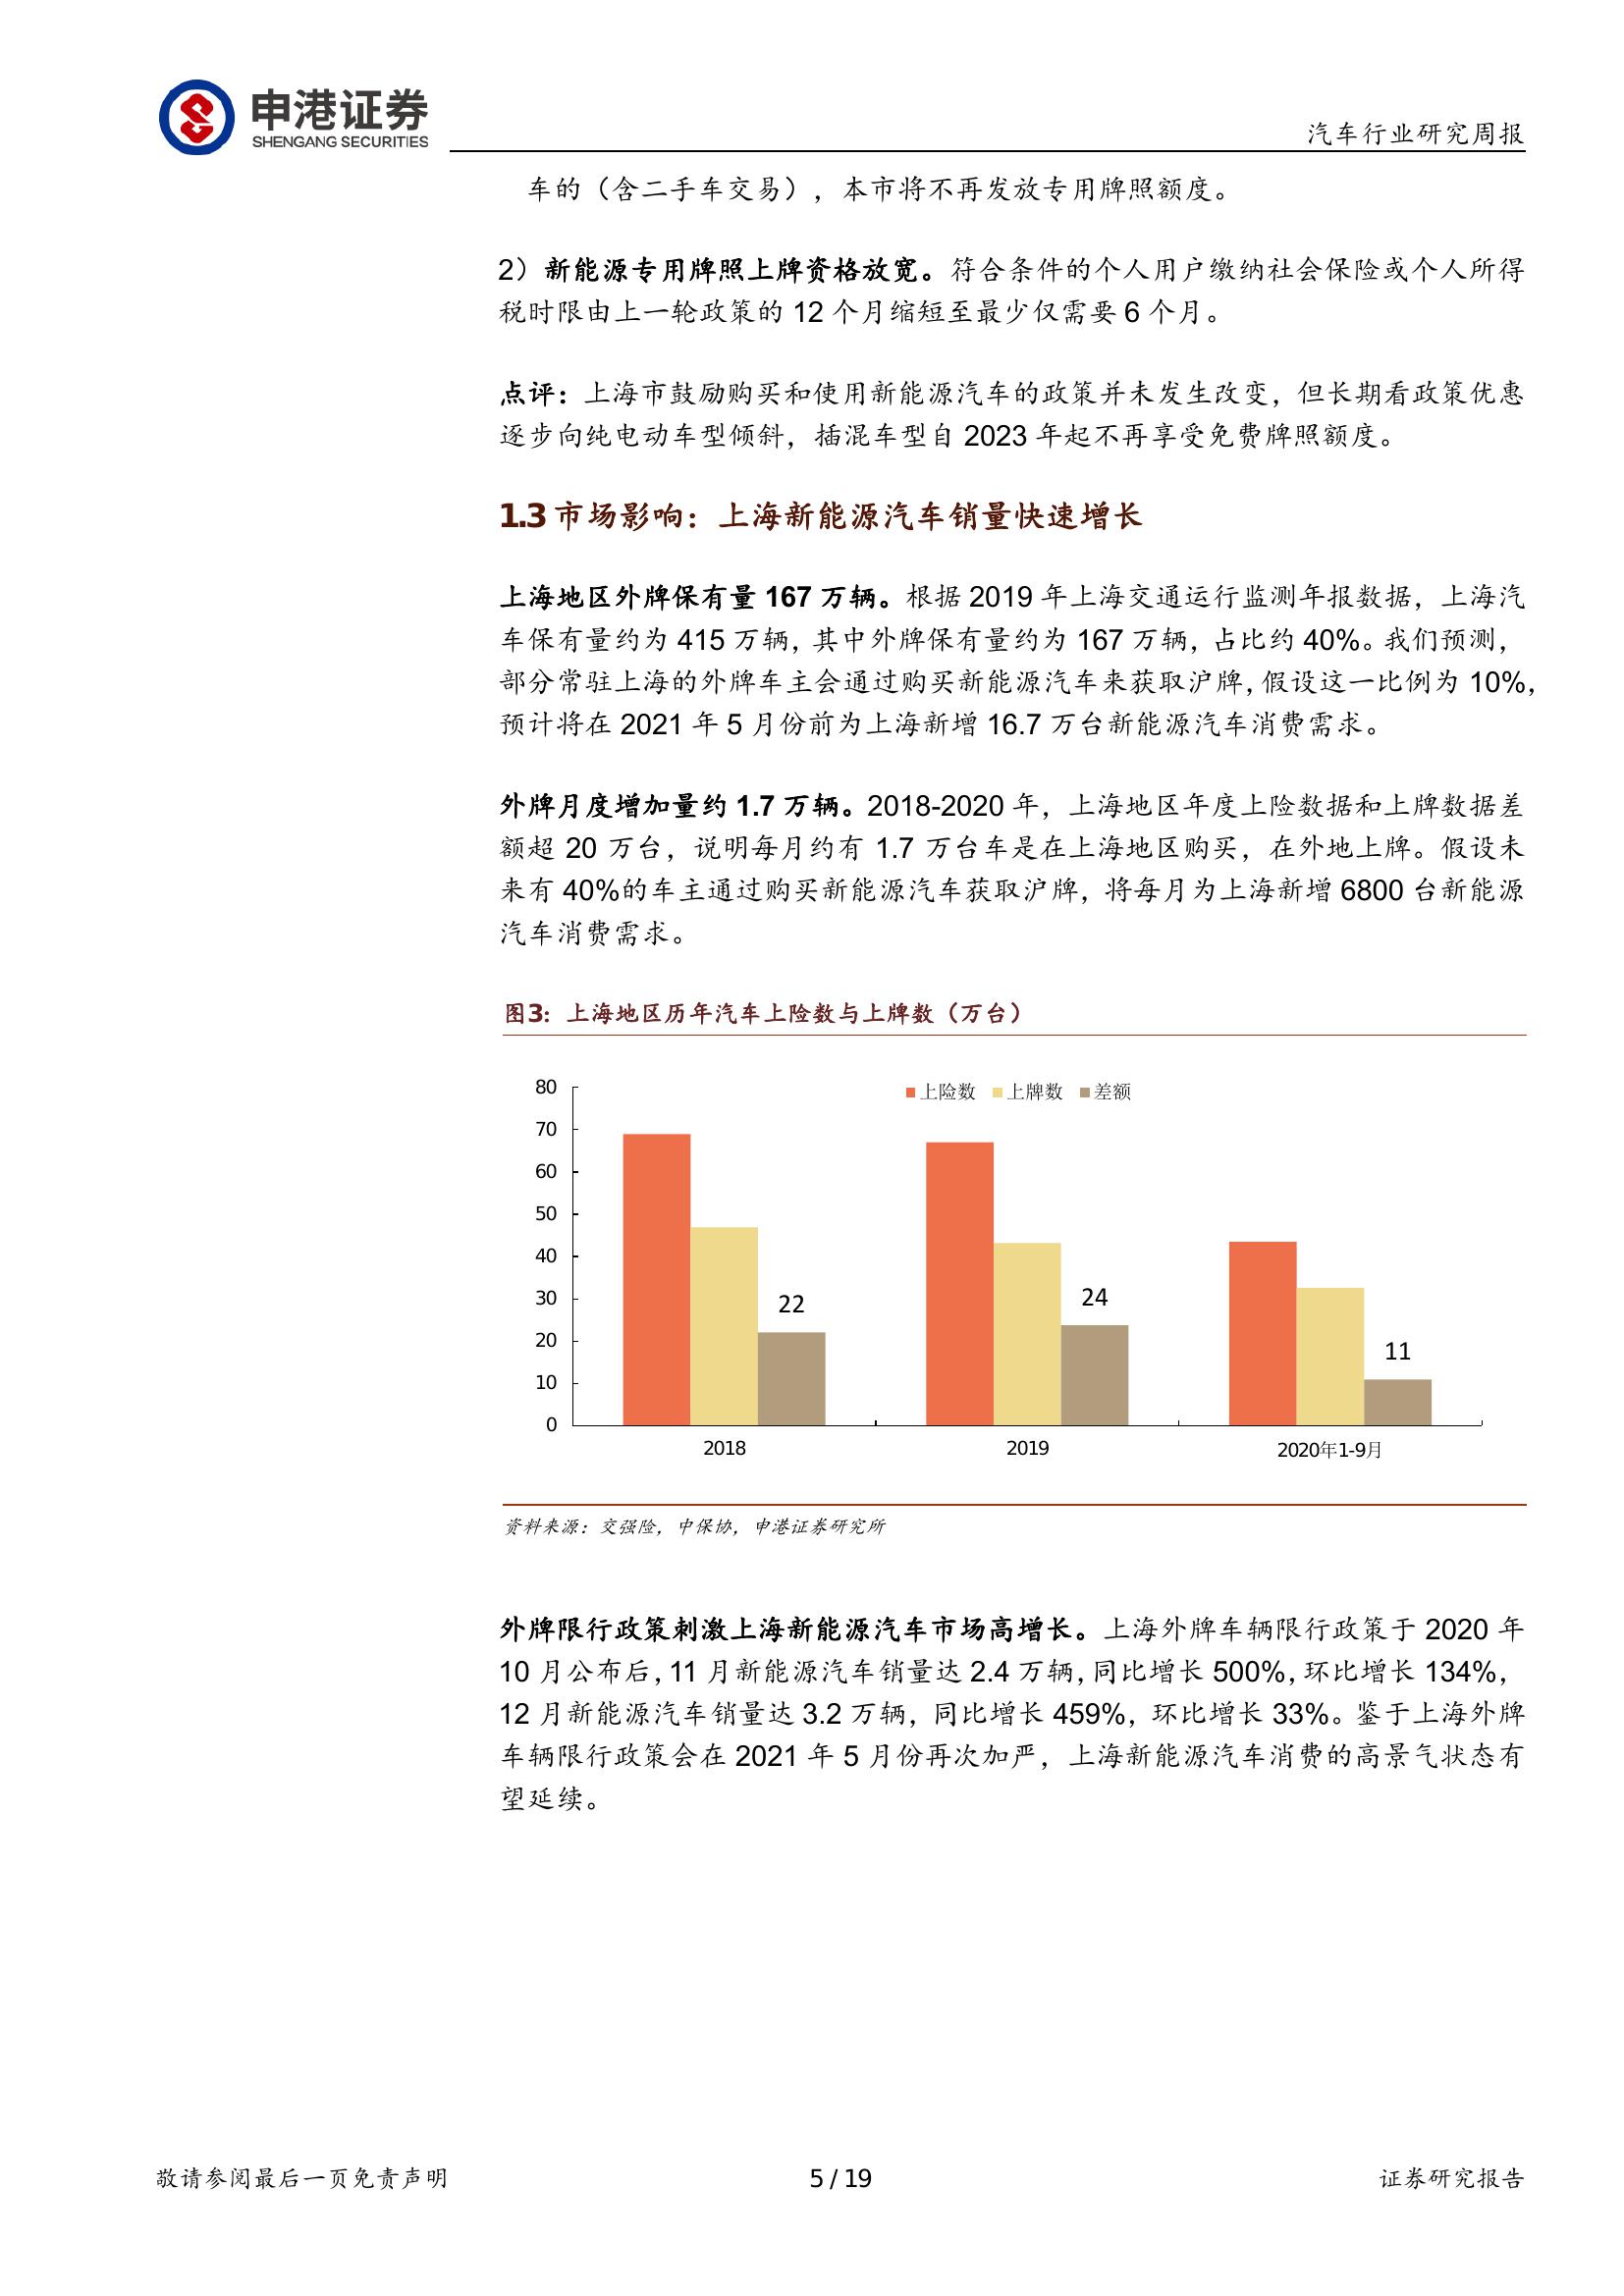 申港证券
SHENGANG SECURITIES
汽车行业研究周报
车的（含二手车交易），本市将不再发放专用牌照额度。
2）新能源专用牌照上牌资格放宽。符合条件的个人用户缴纳社会保险或个人所得
税时限由上一轮政策的 12 个月缩短至最少仅需要 6 个月。
点评：上海市鼓励购买和使用新能源汽车的政策并未发生改变，但长期看政策优惠
逐步向纯电动车型倾斜，插混车型自 2023 年起不再享受免费牌照额度。
1.3 市场影响：上海新能源汽车销量快速增长
上海地区外牌保有量 167 万辆。根据 2019 年上海交通运行监测年报数据，上海汽
车保有量约为 415 万辆，其中外牌保有量约为 167 万辆，占比约 40%。我们预测，
部分常驻上海的外牌车主会通过购买新能源汽车来获取沪牌，假设这一比例为 10%，
预计将在 2021 年 5 月份前为上海新增 16.7 万台新能源汽车消费需求。
外牌月度增加量约 1.7 万辆。2018-2020 年，上海地区年度上险数据和上牌数据差
额超 20 万台，说明每月约有 1.7 万台车是在上海地区购买，在外地上牌。假设未
来有 40%的车主通过购买新能源汽车获取沪牌，将每月为上海新增 6800 台新能源
汽车消费需求。
图3：上海地区历年汽车上险数与上牌数（万台）
上险数 上牌数 差额
80
70
60
50
40
30
20
10
0
22
24
11
2018 2019 2020年1-9月
资料来源：交强险，中保协，申港证券研究所
外牌限行政策刺激上海新能源汽车市场高增长。上海外牌车辆限行政策于 2020 年
10 月公布后，11 月新能源汽车销量达 2.4 万辆，同比增长 500%，环比增长 134%，
12 月新能源汽车销量达 3.2 万辆，同比增长 459%，环比增长 33%。鉴于上海外牌
车辆限行政策会在 2021 年 5 月份再次加严，上海新能源汽车消费的高景气状态有
望延续。
敬请参阅最后一页免责声明
5 / 19
证券研究报告